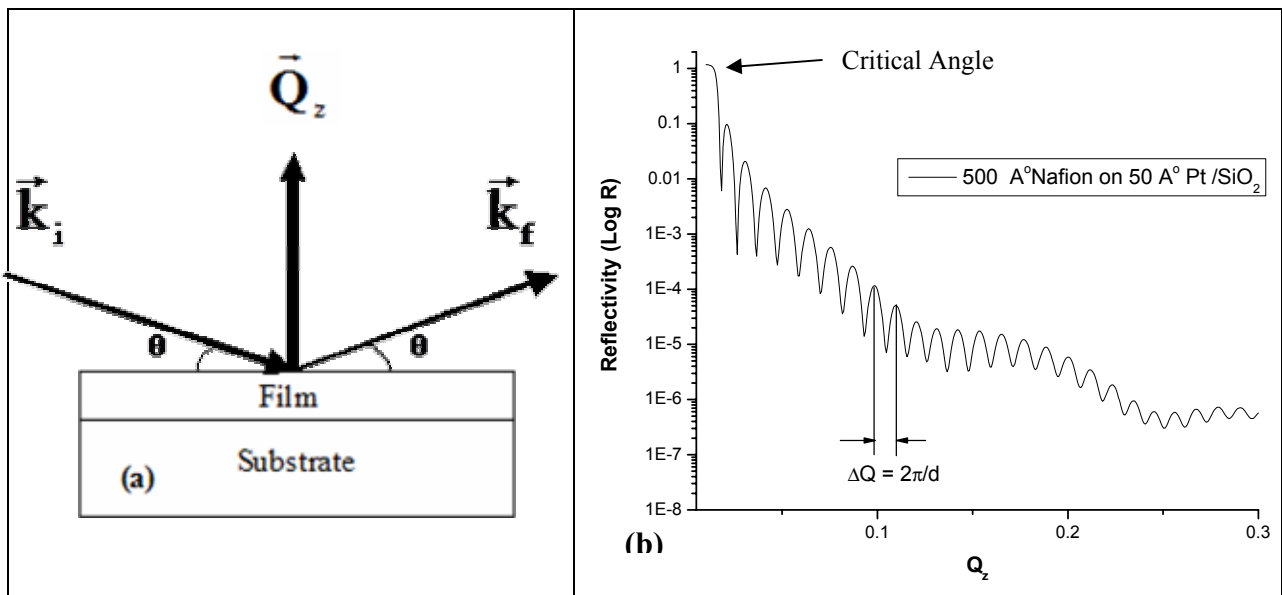 Q⃗z
k⃗i
k⃗f
θ
θ
Film
Substrate
(a)
Critical Angle
500 A°Nafion on 50 A° Pt /SiO₂
Reflectivity (Log R)
1
0.1
0.01
1E-3
1E-4
1E-5
1E-6
1E-7
1E-8
ΔQ = 2π/d
0.1
0.2
0.3
(b)
Qz